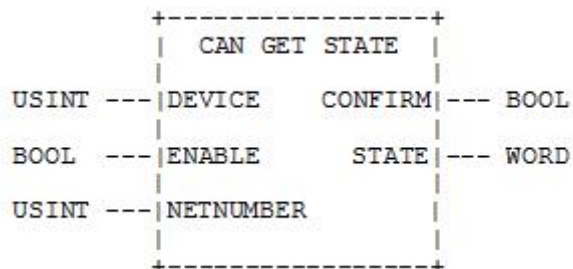 CAN GET STATE
USINT ---|DEVICE CONFIRM|--- BOOL
BOOL ---|ENABLE STATE|--- WORD
USINT ---|NETNUMBER